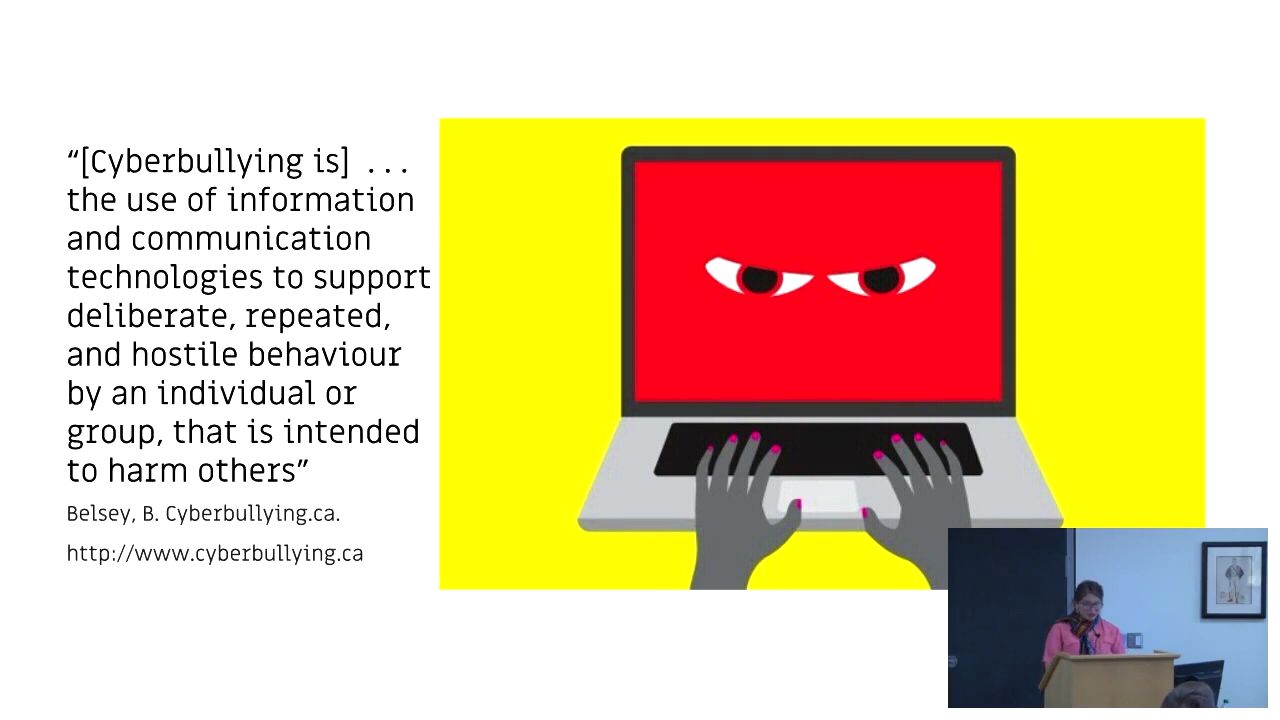 “[Cyberbullying is] ...
the use of information
and communication
technologies to support
deliberate, repeated,
and hostile behaviour
by an individual or
group, that is intended
to harm others”
Belsey, B. Cyberbullying.ca.
http://www.cyberbullying.ca